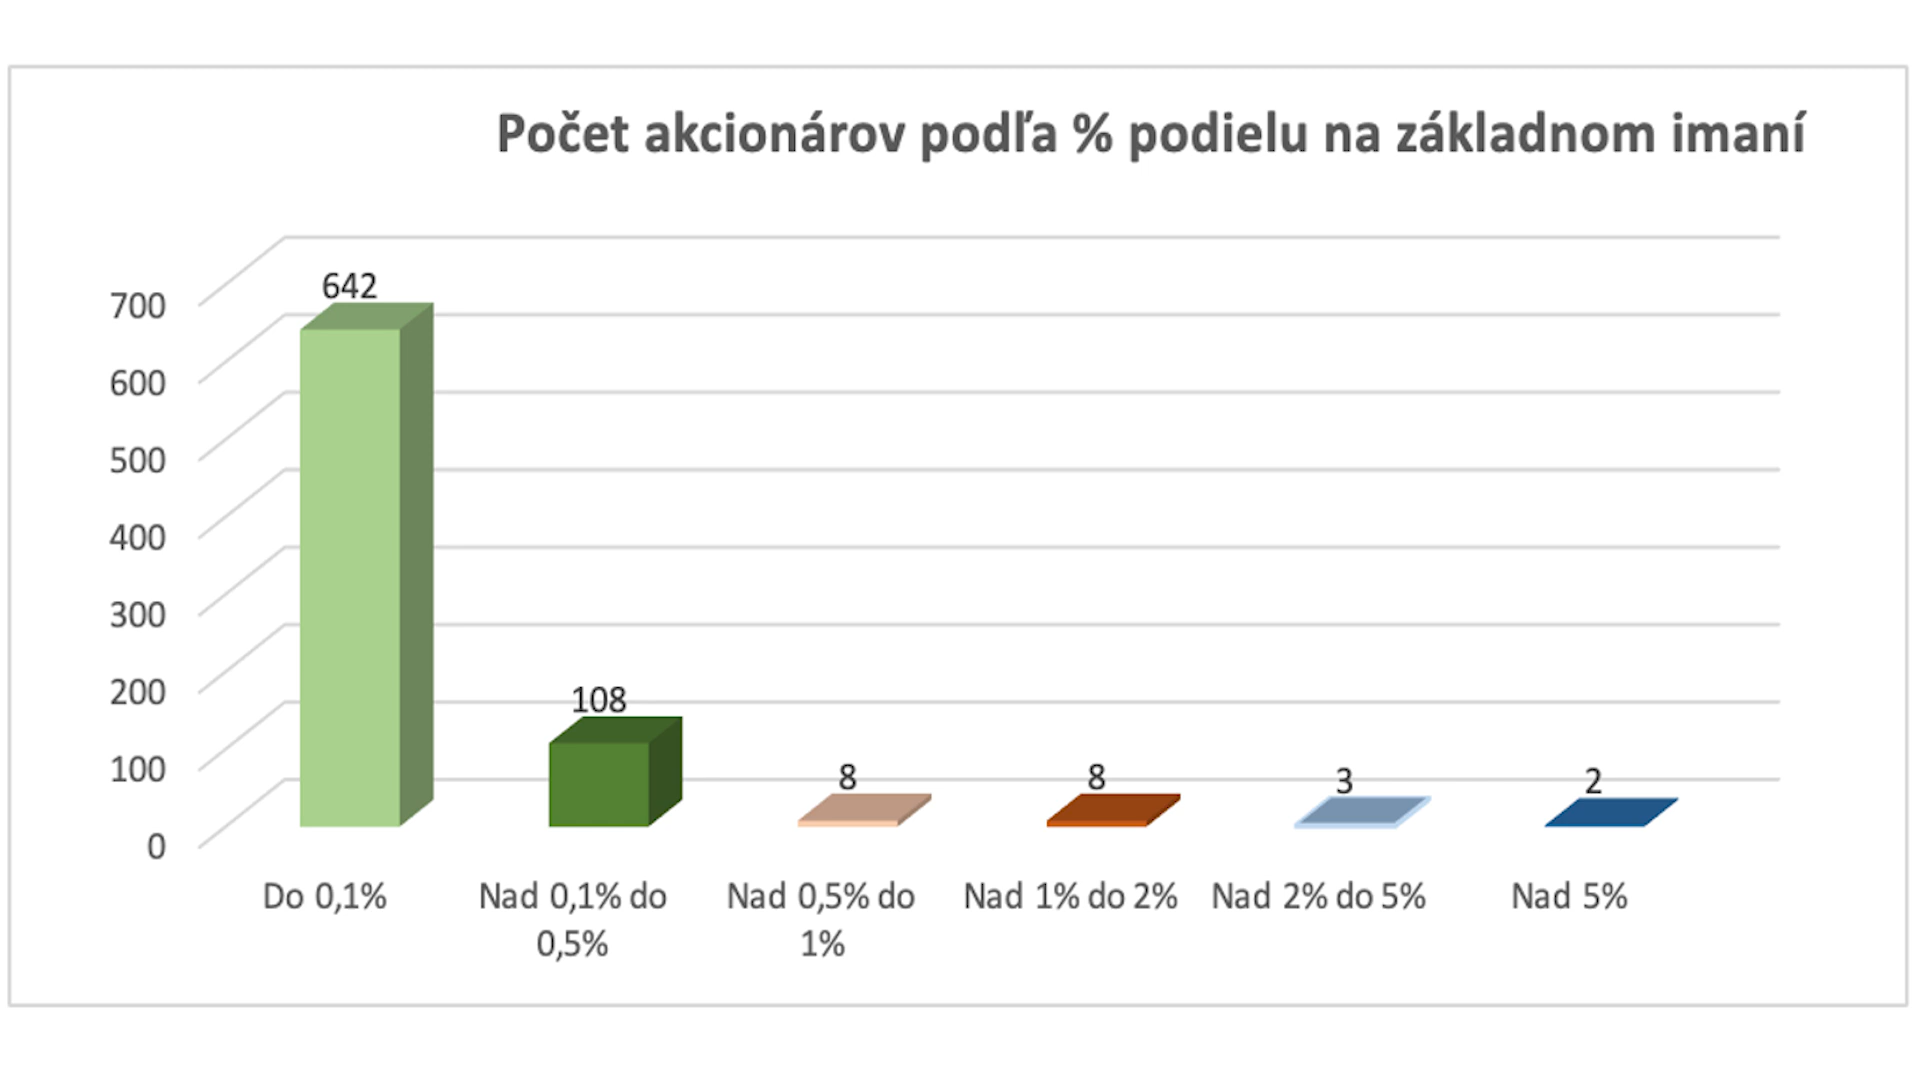 Počet akcionárov podľa % podielu na základnom imaní
700
600
500
400
300
200
100
0
642
108
8
8
3
2
Do 0,1%
Nad 0,1% do
0,5%
Nad 0,5% do
1%
Nad 1% do 2%
Nad 2% do 5%
Nad 5%